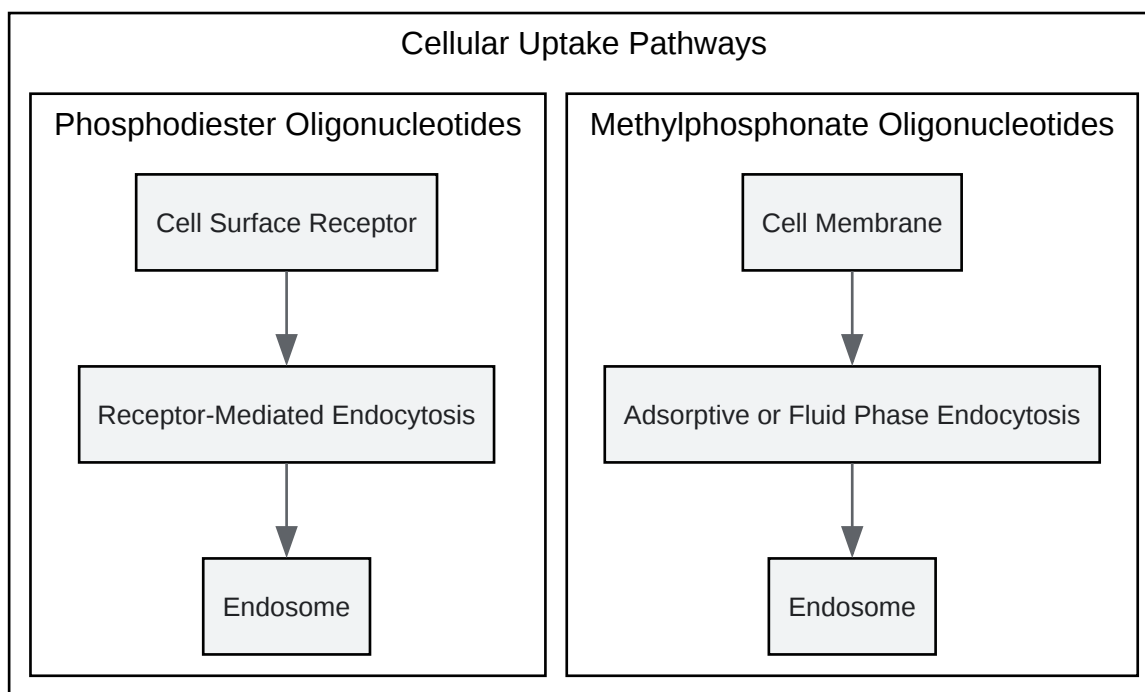 Cellular Uptake Pathways
Phosphodiester Oligonucleotides
Cell Surface Receptor
Receptor-Mediated Endocytosis
Endosome
Methylphosphonate Oligonucleotides
Cell Membrane
Adsorptive or Fluid Phase Endocytosis
Endosome